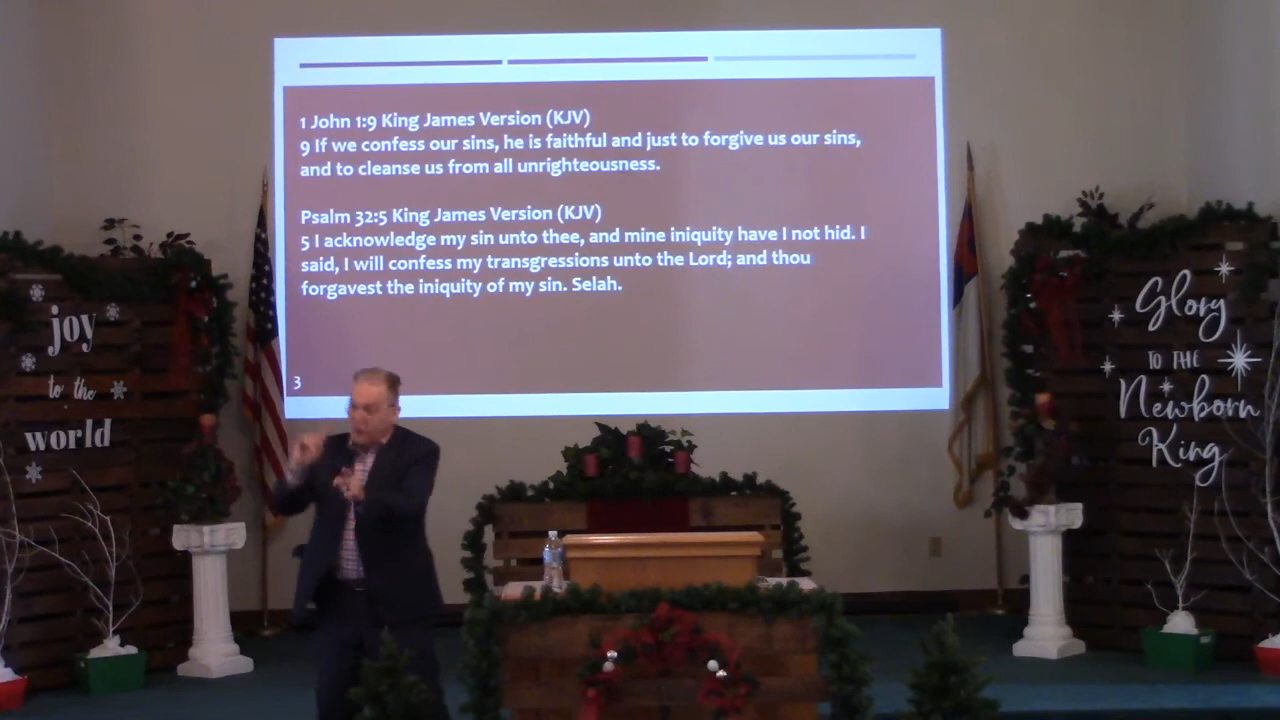 1 John 1:9 King James Version (KJV)
9 If we confess our sins, he is faithful and just to forgive us our sins,
and to cleanse us from all unrighteousness.
Psalm 32:5 King James Version (KJV)
5 I acknowledge my sin unto thee, and mine iniquity have I not hid. I
said, I will confess my transgressions unto the Lord; and thou
forgavest the iniquity of my sin. Selah.
3
joy
to the
world
Glory
TO THE
Newborn
King